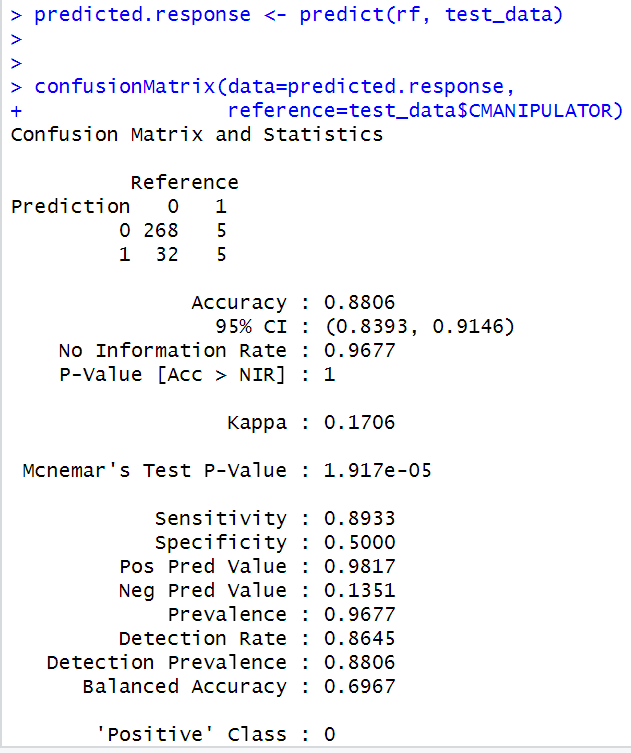 > predicted.response <- predict(rf, test_data)
>
>
> confusionMatrix(data=predicted.response,
+                 reference=test_data$CMANIPULATOR)
Confusion Matrix and Statistics

          Reference
Prediction   0   1
         0 268   5
         1  32   5

               Accuracy : 0.8806
                 95% CI : (0.8393, 0.9146)
    No Information Rate : 0.9677
    P-Value [Acc > NIR] : 1

                  Kappa : 0.1706

 Mcnemar's Test P-Value : 1.917e-05

            Sensitivity : 0.8933
            Specificity : 0.5000
         Pos Pred Value : 0.9817
         Neg Pred Value : 0.1351
             Prevalence : 0.9677
         Detection Rate : 0.8645
   Detection Prevalence : 0.8806
      Balanced Accuracy : 0.6967

       'Positive' Class : 0